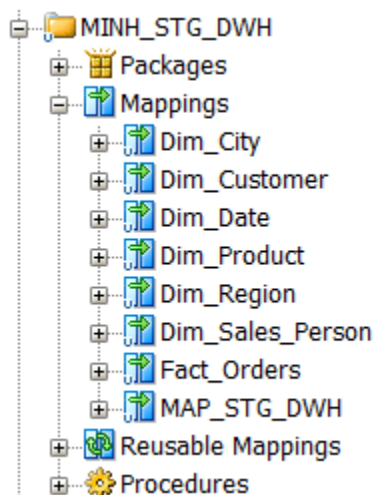 MINH_STG_DWH
Packages
Mappings
Dim_City
Dim_Customer
Dim_Date
Dim_Product
Dim_Region
Dim_Sales_Person
Fact_Orders
MAP_STG_DWH
Reusable Mappings
Procedures